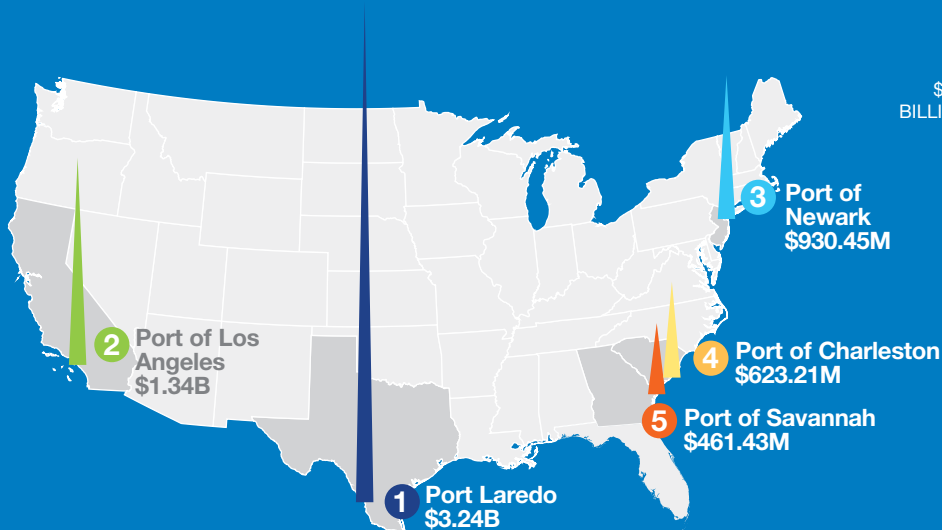 $
3
Port of
Newark
$930.45M
2
Port of Los
Angeles
$1.34B
4
Port of Charleston
$623.21M
5
Port of Savannah
$461.43M
1
Port Laredo
$3.24B